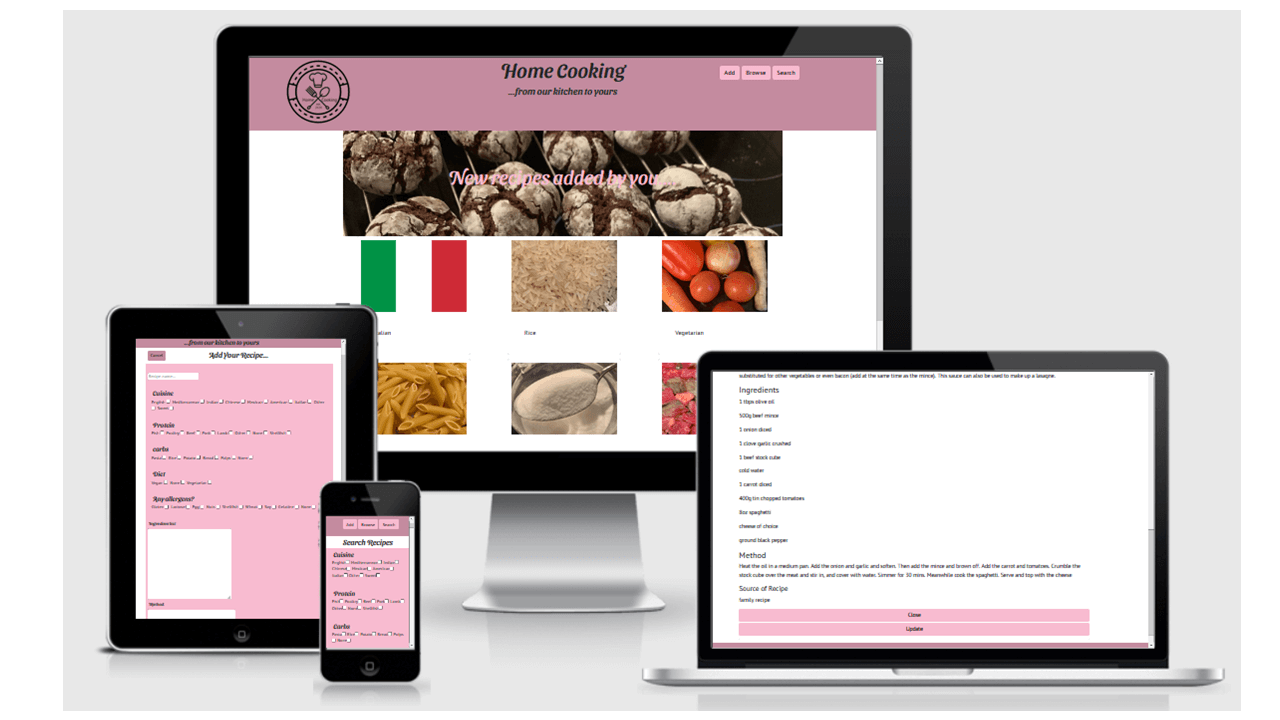 Home Cooking
...from our kitchen to yours
Add Browse Search
New recipes added by you...
Rice
Vegetarian
...from our kitchen to yours
Cancel
Add Your Recipe...
Cuisine
Protein
carbs
Diet
Any allergens?
Ingredient list
Method
Add Browse Search
Search Recipes
Cuisine
Protein
Carbs
substituted for other vegetables or even bacon (add at the same time as the mince). This sauce can also be used to make up a lasagne.
Ingredients
1 tbps olive oil
500g beef mince
1 onion diced
1 clove garlic crushed
1 beef stock cube
cold water
1 carrot diced
400g tin chopped tomatoes
8oz spaghetti
cheese of choice
ground black pepper
Method
Heat the oil in a medium pan. Add the onion and garlic and soften. Then add the mince and brown off. Add the carrot and tomatoes. Crumble the
stock cube over the meat and stir in, and cover with water. Simmer for 30 mins. Meanwhile cook the spaghetti. Serve and top with the cheese
Source of Recipe
family recipe
Close
Update